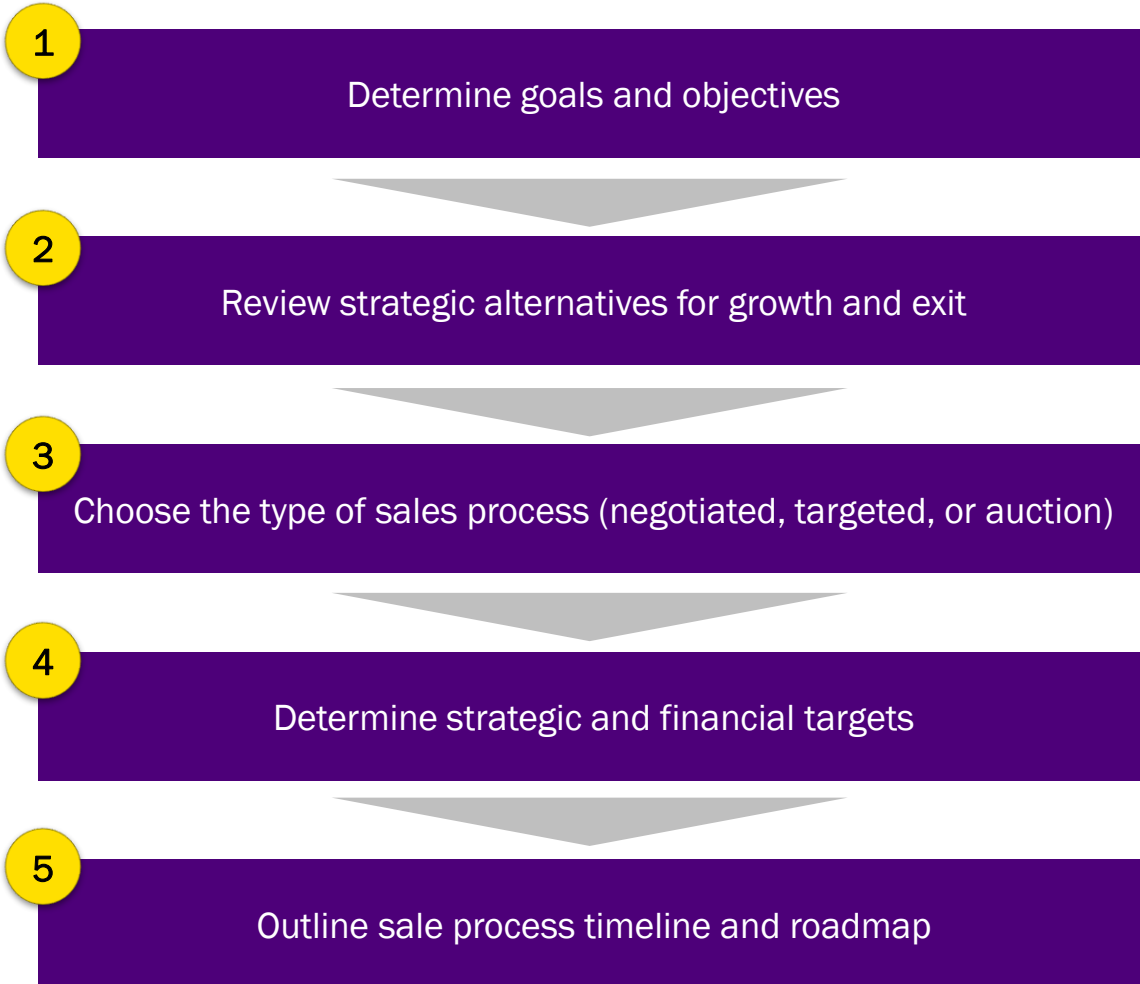 1
Determine goals and objectives
2
Review strategic alternatives for growth and exit
3
Choose the type of sales process (negotiated, targeted, or auction)
4
Determine strategic and financial targets
5
Outline sale process timeline and roadmap